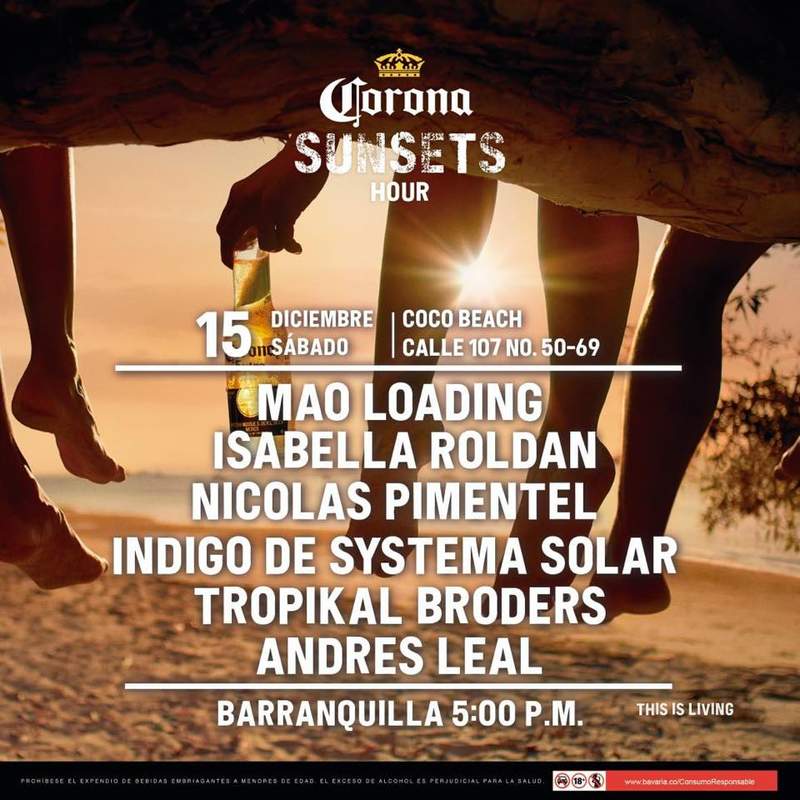 Corona
SUNSETS
HOUR
15 DICIEMBRE SÁBADO
COCO BEACH
CALLE 107 NO. 50-69
MAO LOADING
ISABELLA ROLDAN
NICOLAS PIMENTEL
INDIGO DE SYSTEMA SOLAR
TROPIKAL BRODERS
ANDRES LEAL
BARRANQUILLA 5:00 P.M.
THIS IS LIVING
PROHÍBESE EL EXPENDIO DE BEBIDAS EMBRIAGANTES A MENORES DE EDAD. EL EXCESO DE ALCOHOL ES PERJUDICIAL PARA LA SALUD.
18+
www.bavaria.co/ConsumoResponsable